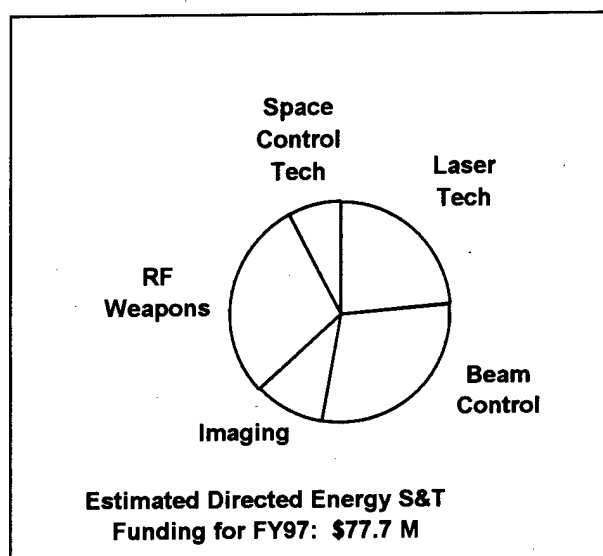 Space
Control
Tech
Laser
Tech
RF
Weapons
Beam
Control
Imaging
Estimated Directed Energy S&T
Funding for FY97: $77.7 M